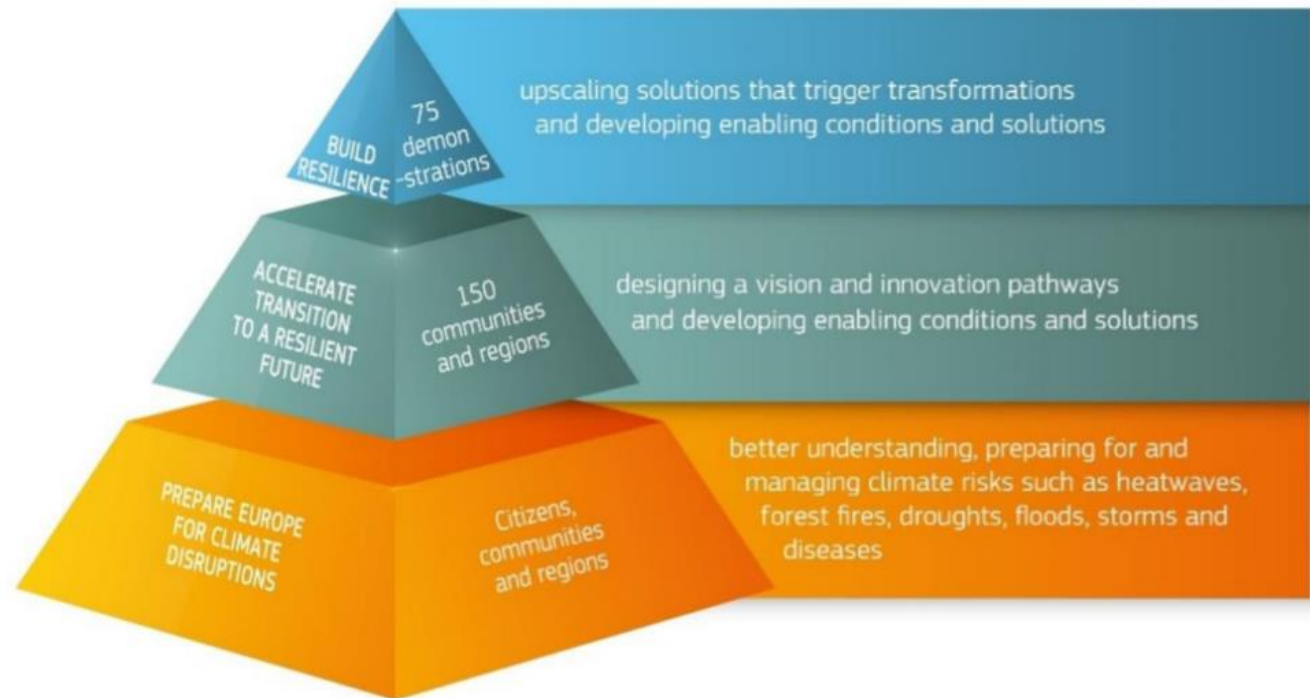 BUILD
RESILIENCE
75
demon
-strations
upscaling solutions that trigger transformations
and developing enabling conditions and solutions
ACCELERATE
TRANSITION
TO A RESILIENT
FUTURE
150
communities
and regions
designing a vision and innovation pathways
and developing enabling conditions and solutions
PREPARE EUROPE
FOR CLIMATE
DISRUPTIONS
Citizens,
communities
and regions
better understanding, preparing for and
managing climate risks such as heatwaves,
forest fires, droughts, floods, storms and
diseases